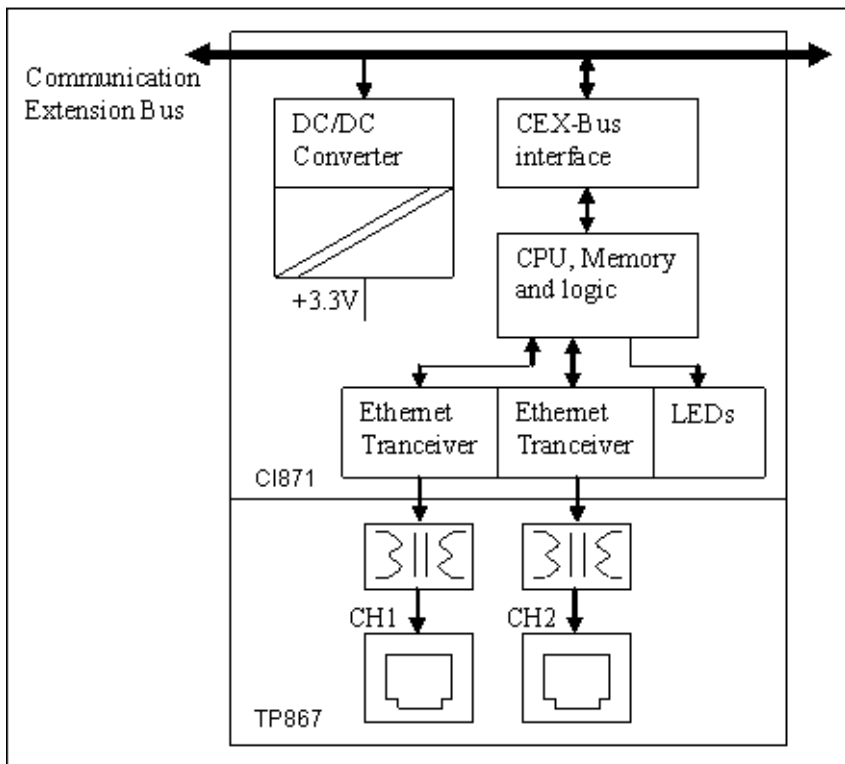 Communication
Extension Bus
DC/DC
Converter
CEX-Bus
interface
+3.3V
CPU, Memory
and logic
Ethernet
Tranceiver
Ethernet
Tranceiver
LEDs
CI871
CH1
CH2
TP867